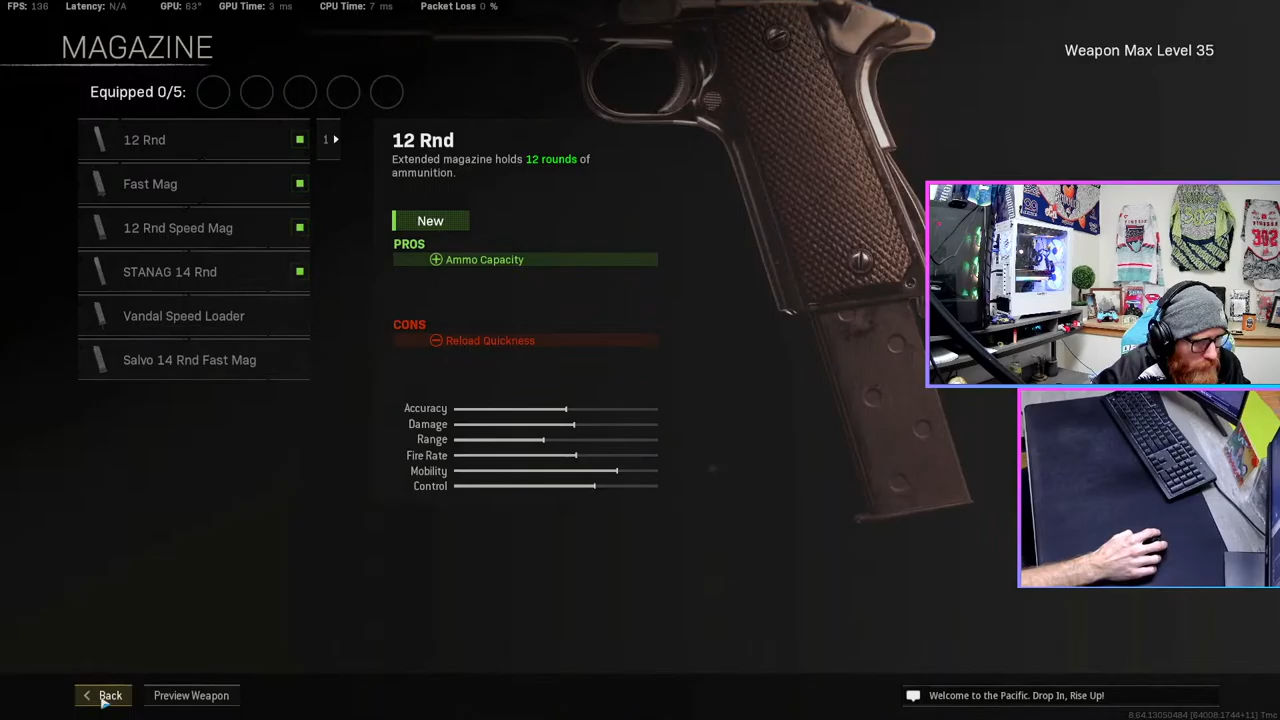 FPS: 136 Latency: N/A GPU: 63° GPU Time: 3 ms CPU Time: 7 ms Packet Loss 0 %
MAGAZINE
Weapon Max Level 35
Equipped 0/5:
12 Rnd
1
Fast Mag
12 Rnd Speed Mag
STANAG 14 Rnd
Vandal Speed Loader
Salvo 14 Rnd Fast Mag
12 Rnd
Extended magazine holds 12 rounds of
ammunition.
New
PROS
Ammo Capacity
CONS
Reload Quickness
Accuracy
Damage
Range
Fire Rate
Mobility
Control
Back
Preview Weapon
Welcome to the Pacific. Drop In, Rise Up!